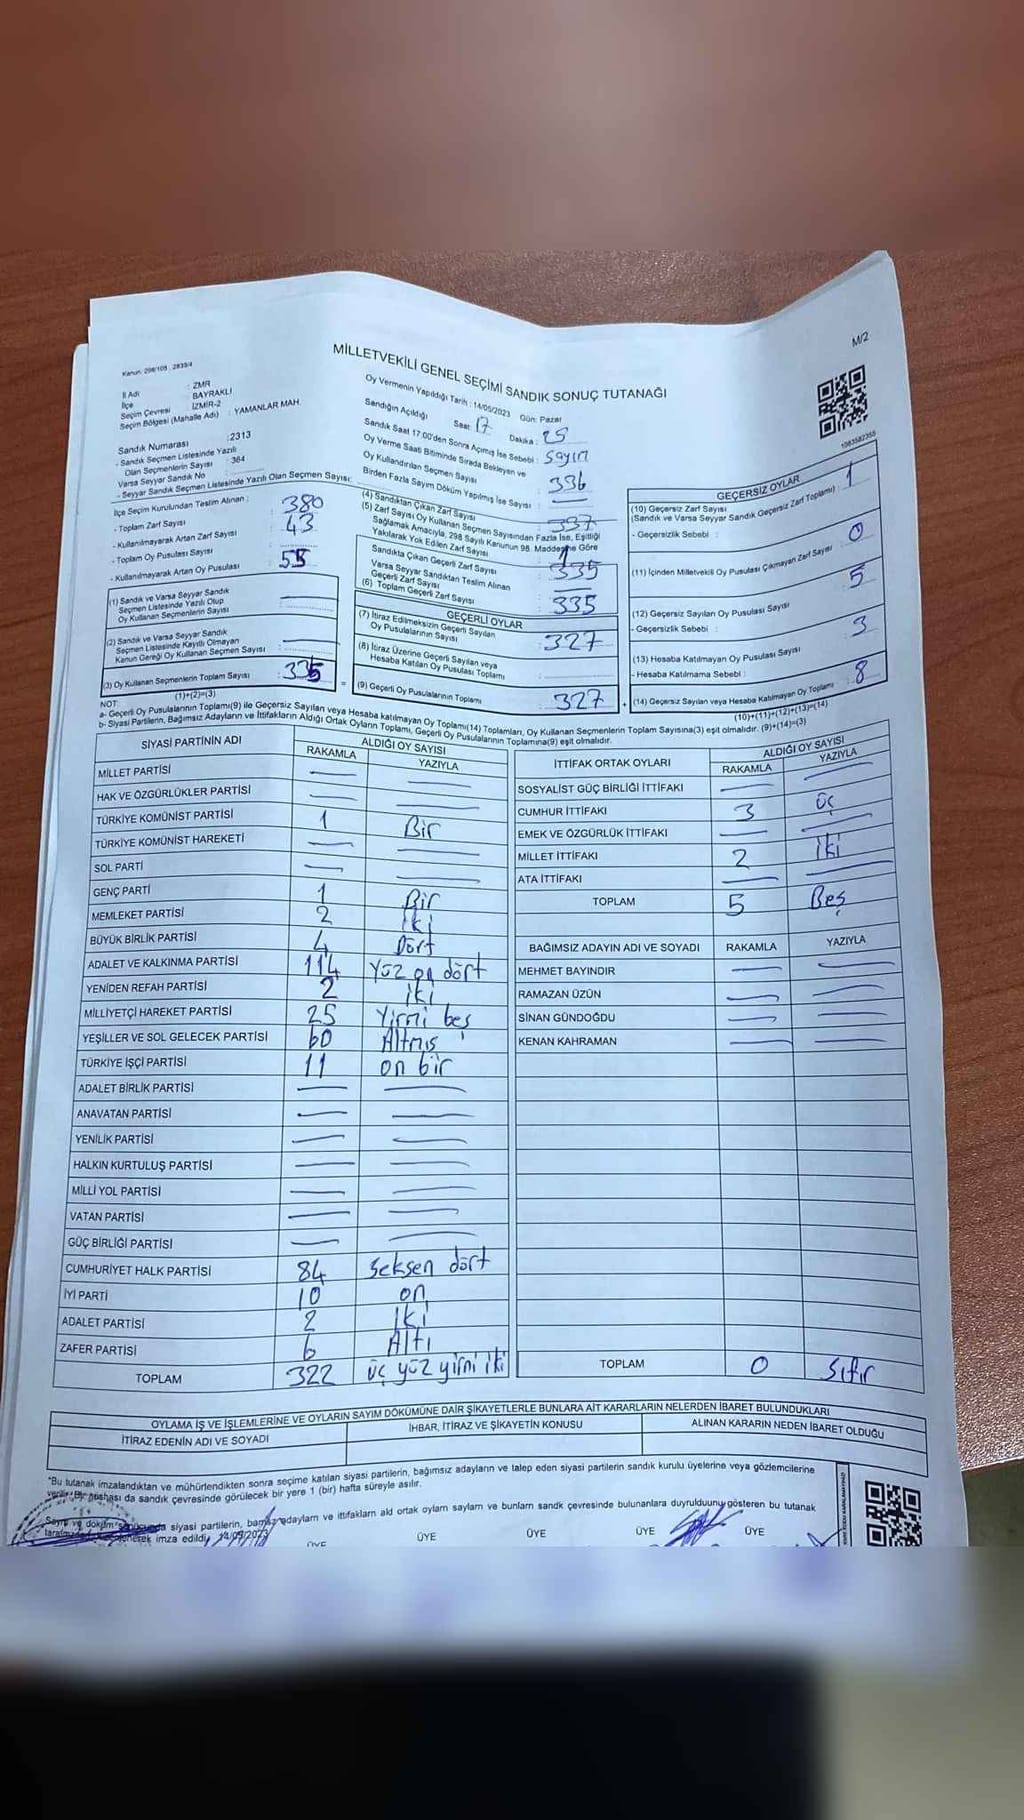 M/2
MİLLETVEKİLİ GENEL SEÇİMİ SANDIK SONUÇ TUTANAĞI
İl Adı : ZMR
İlçe : BAYRAKLI
Seçim Çevresi : İZMİR-2
Seçim Bölgesi (Mahalle Adı) : YAMANLAR MAH.
Sandık Numarası :2313
- Sandık Seçmen Listesinde Yazılı
Olan Seçmenlerin Sayısı : 364
Varsa Seyyar Sandık No
- Seyyar Sandık Seçmen Listesinde Yazılı Olan Seçmen Sayısı:
İlçe Seçim Kurulundan Teslim Alınan :
- Toplam Zarf Sayısı 380
- Kullanılmayarak Artan Zarf Sayısı 43
- Toplam Oy Pusulası Sayısı
- Kullanılmayarak Artan Oy Pusulası
(1) Sandık ve Varsa Seyyar Sandık
Seçmen Listesinde Yazılı Olup
Oy Kullanan Seçmenlerin Sayısı
(2) Sandık ve Varsa Seyyar Sandık
Seçmen Listesinde Kayıtlı Olmayan
Kanun Gereği Oy Kullanan Seçmen Sayısı :
(3) Oy Kullanan Seçmenlerin Toplam Sayısı : 335
(1)+(2)=(3)
Oy Vermenin Yapıldığı Tarih : 14/05/2023 Gün: Pazar
Sandığın Açıldığı Saat: 17 Dakika : 25
Sandık Saat 17:00'den Sonra Açılmış İse Sebebi : Sayım
Oy Verme Saati Bitiminde Sırada Bekleyen ve
Oy Kullandırılan Seçmen Sayısı : 336
Birden Fazla Sayım Döküm Yapılmış İse Sayısı :
(4) Sandıktan Çıkan Zarf Sayısı 337
(5) Zarf Sayısı Oy Kullanan Seçmen Sayısından Fazla İse, Eşitliği
Sağlamak Amacıyla, 298 Sayılı Kanunun 98. Maddesine Göre
Yakılarak Yok Edilen Zarf Sayısı
Sandıkta Çıkan Geçerli Zarf Sayısı 335
Varsa Seyyar Sandıktan Teslim Alınan
Geçerli Zarf Sayısı
(6) Toplam Geçerli Zarf Sayısı 335
GEÇERLİ OYLAR
(7) İtiraz Edilmeksizin Geçerli Sayılan
Oy Pusulalarının Sayısı : 327
(8) İtiraz Üzerine Geçerli Sayılan veya
Hesaba Katılan Oy Pusulası Toplamı
(9) Geçerli Oy Pusulalarının Toplamı 327
1083582355
GEÇERSİZ OYLAR
(10) Geçersiz Zarf Sayısı
(Sandık ve Varsa Seyyar Sandık Geçersiz Zarf Toplamı) : 1
- Geçersizlik Sebebi :
(11) İçinden Milletvekili Oy Pusulası Çıkmayan Zarf Sayısı 0
(12) Geçersiz Sayılan Oy Pusulası Sayısı 5
- Geçersizlik Sebebi :
(13) Hesaba Katılmayan Oy Pusulası Sayısı 3
- Hesaba Katılmama Sebebi :
(14) Geçersiz Sayılan veya Hesaba Katılmayan Oy Toplamı : 8
(10)+(11)+(12)+(13)=(14)
NOT:
a- Geçerli Oy Pusulaları Toplamı(9) ile Geçersiz Sayılan veya Hesaba katılmayan Oy Toplamı(14) Toplamları, Oy Kullanan Seçmenlerin Toplam Sayısına(3) eşit olmalıdır. (9)+(14)=(3)
b- Siyasi Partilerin, Bağımsız Adayların ve İttifakların Aldığı Ortak Oyların Toplamı, Geçerli Oy Pusulalarının Toplamına(9) eşit olmalıdır.
SİYASİ PARTİNİN ADI ALDIĞI OY SAYISI
RAKAMLA YAZIYLA
MİLLET PARTİSİ
HAK VE ÖZGÜRLÜKLER PARTİSİ
TÜRKİYE KOMÜNİST PARTİSİ 1 Bir
TÜRKİYE KOMÜNİST HAREKETİ
SOL PARTİ
GENÇ PARTİ 1 Bir
MEMLEKET PARTİSİ 2 iki
BÜYÜK BİRLİK PARTİSİ 4 Dört
ADALET VE KALKINMA PARTİSİ 114 Yüz on dört
YENİDEN REFAH PARTİSİ 2 iki
MİLLİYETÇİ HAREKET PARTİSİ 25 Yirmi beş
YEŞİLLER VE SOL GELECEK PARTİSİ 60 Altmış
TÜRKİYE İŞÇİ PARTİSİ 11 on bir
ADALET BİRLİK PARTİSİ
ANAVATAN PARTİSİ
YENİLİK PARTİSİ
HALKIN KURTULUŞ PARTİSİ
MİLLİ YOL PARTİSİ
VATAN PARTİSİ
GÜÇ BİRLİĞİ PARTİSİ
CUMHURİYET HALK PARTİSİ 84 Seksen dört
İYİ PARTİ 10 on
ADALET PARTİSİ 2 iki
ZAFER PARTİSİ 6 Altı
TOPLAM 322 üç yüz yirmi iki
İTTİFAK ORTAK OYLARI ALDIĞI OY SAYISI
RAKAMLA YAZIYLA
SOSYALİST GÜÇ BİRLİĞİ İTTİFAKI
CUMHUR İTTİFAKI 3 üç
EMEK VE ÖZGÜRLÜK İTTİFAKI
MİLLET İTTİFAKI 2 iki
ATA İTTİFAKI
TOPLAM 5 Beş
BAĞIMSIZ ADAYIN ADI VE SOYADI RAKAMLA YAZIYLA
MEHMET BAYINDIR
RAMAZAN ÜZÜN
SİNAN GÜNDOĞDU
KENAN KAHRAMAN
TOPLAM 0 Sıfır
OYLAMA İŞ VE İŞLEMLERİNE VE OYLARIN SAYIM DÖKÜMÜNE DAİR ŞİKAYETLERLE BUNLARA AİT KARARLARIN NELERDEN İBARET BULUNDUKLARI
İTİRAZ EDENİN ADI VE SOYADI İHBAR, İTİRAZ VE ŞİKAYETİN KONUSU ALINAN KARARIN NEDEN İBARET OLDUĞU
*Bu tutanak imzalandıktan ve mühürlendikten sonra seçime katılan siyasi partilerin, bağımsız adayların ve talep eden siyasi partilerin sandık kurulu üyelerine veya gözlemcilerine
verilir. Bir nushası da sandık çevresinde görülecek bir yere 1 (bir) hafta süreyle asılır.
siyasi partilerin, adayların ve ittifakların aldı ortak oyların sayların ve bunların sandk çevresinde bulunanlara duyrulduunu gösteren bu tutanak
imza edildi. 14/05/2023
ÜYE ÜYE ÜYE ÜYE ÜYE